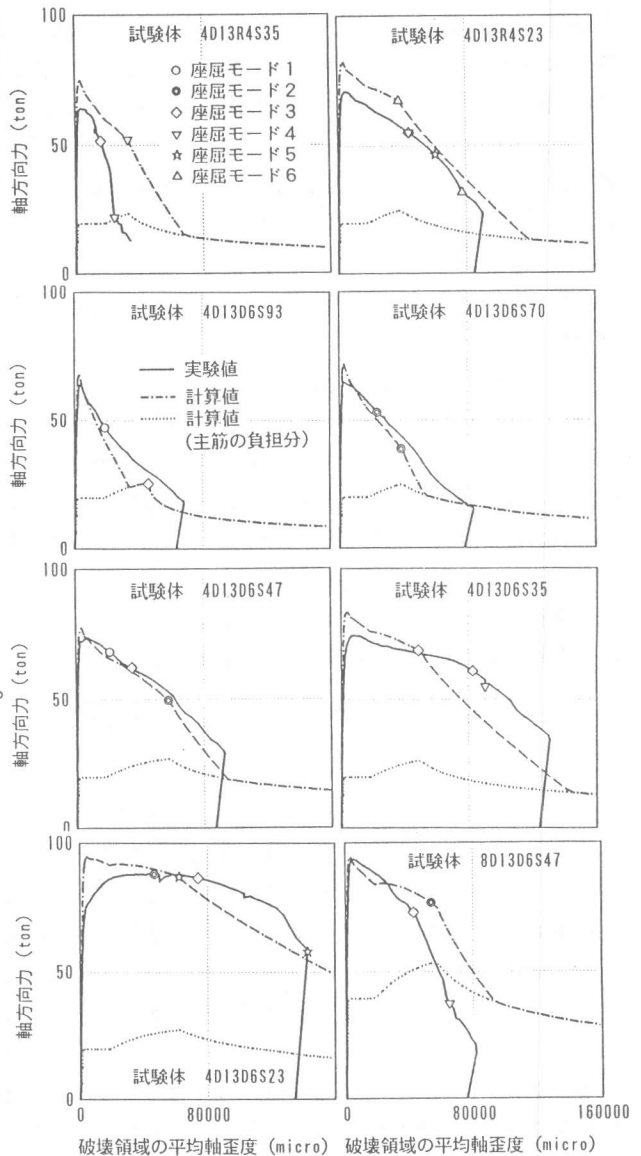 100
50
0
軸方向力 (ton)
試験体 4D13R4S35
座屈モード1
座屈モード2
座屈モード3
座屈モード4
座屈モード5
座屈モード6
80000
試験体 4D13R4S23
80000
160000
100
50
0
軸方向力 (ton)
試験体 4D13D6S93
実験値
計算値
計算値
(主筋の負担分)
試験体 4D13D6S70
100
50
0
軸方向力 (ton)
試験体 4D13D6S47
試験体 4D13D6S35
100
50
0
軸方向力 (ton)
試験体 4D13D6S23
0
80000
破壊領域の平均軸歪度 (micro)
試験体 8D13D6S47
0
80000
160000
破壊領域の平均軸歪度 (micro)